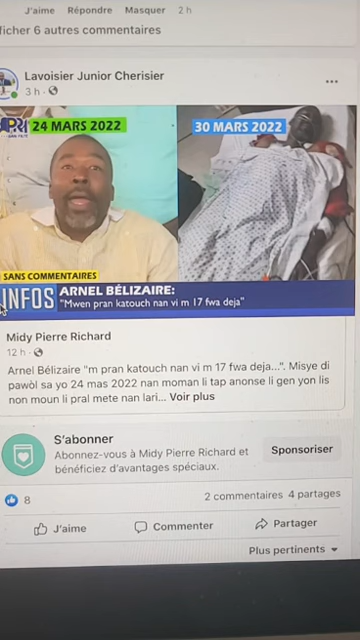 J'aime Répondre Masquer 2 h
ficher 6 autres commentaires
Lavoisier Junior Cherisier
3 h ·
PRI
24 MARS 2022
30 MARS 2022
SANS COMMENTAIRES
INFOS
ARNEL BÉLIZAIRE:
"Mwen pran katouch nan vi m 17 fwa deja"
Midy Pierre Richard
12 h ·
Arnel Bélizaire "m pran katouch nan vi m 17 fwa deja...". Misye di
pawòl sa yo 24 mas 2022 nan moman li tap anonse li gen yon lis
non moun li pral mete nan lari... Voir plus
S'abonner
Abonnez-vous à Midy Pierre Richard et
bénéficiez d'avantages spéciaux.
Sponsoriser
8
2 commentaires 4 partages
J'aime
Commenter
Partager
Plus pertinents